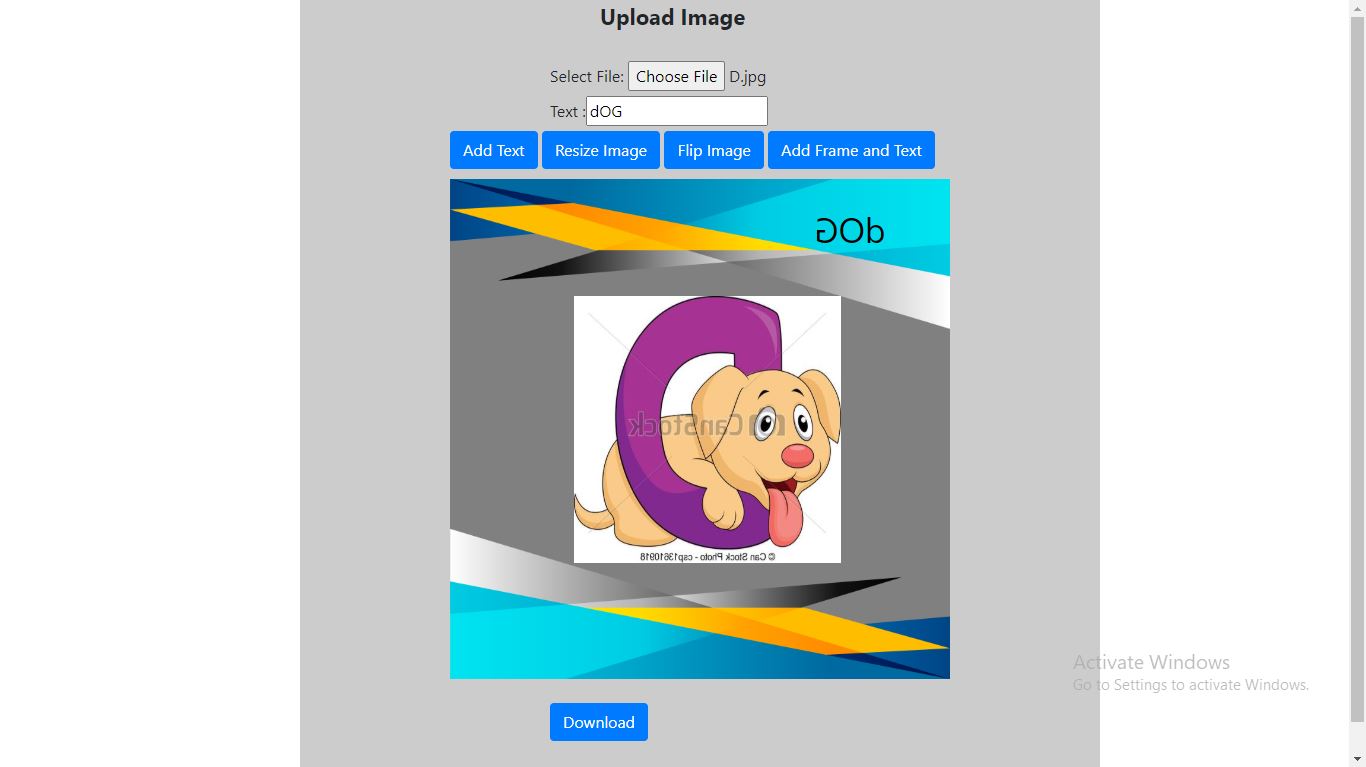 Upload Image
Select File: Choose File D.jpg
Text : dOG
Add Text Resize Image Flip Image Add Frame and Text
dOG
CanStock
© Can Stock Photo - csp13610918
Activate Windows
Go to Settings to activate Windows.
Download